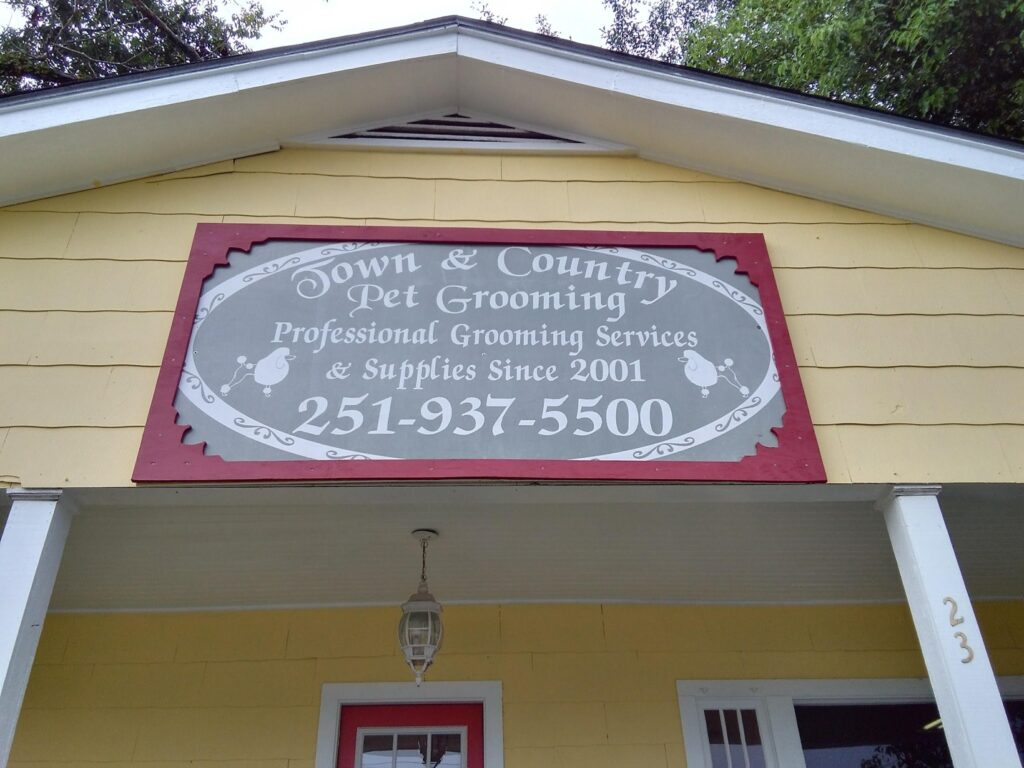 Town & Country
Pet Grooming
Professional Grooming Services
& Supplies Since 2001
251-937-5500
23